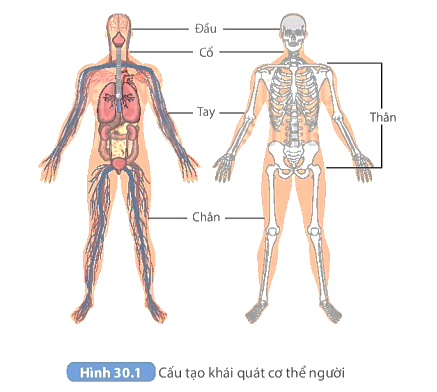 Đầu
Cổ
Tay
Thân
Chân
Hình 30.1 Cấu tạo khái quát cơ thể người